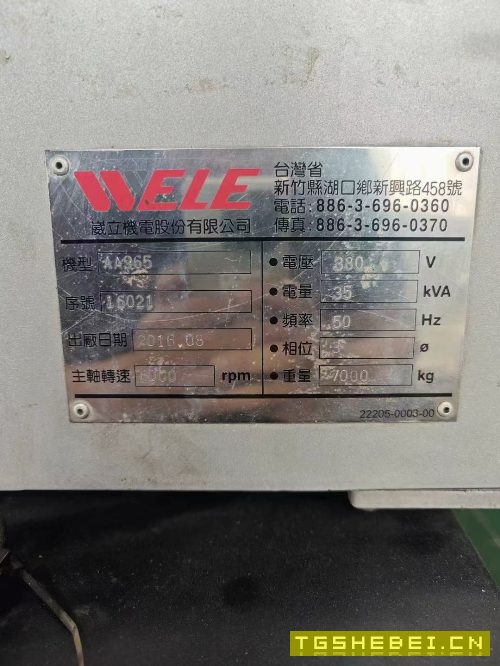 WELE
台灣省
新竹縣湖口鄉新興路458號
電話：886-3-696-0360
傳真：886-3-696-0370
崴立機電股份有限公司
機型 AA965
序號 16021
出廠日期 2016.08
主軸轉速 6000 rpm
●電壓 380 V
●電量 35 kVA
●頻率 50 Hz
●相位 ø
●重量 7000 kg
22205-0003-00
TGSHEBEI.CN